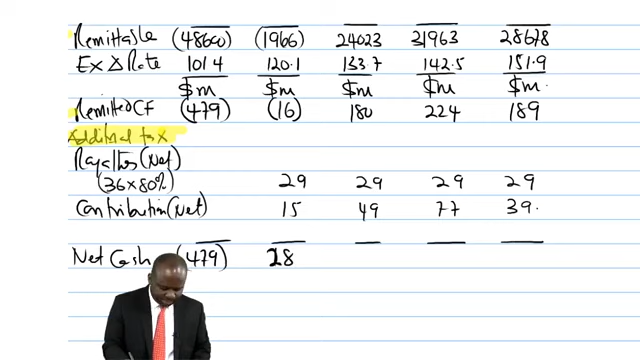 Remittable (48600) (1966) 24023 31963 28678
Ex Δ Rate 101.4 120.1 133.7 142.5 151.9
$m $m $m $m $m
Remitted CF (479) (16) 180 224 189
Additional tax
Royalties (Net)
(36 x 80%) 29 29 29 29
Contribution (Net) 15 49 77 39
Net Cash (479) 28